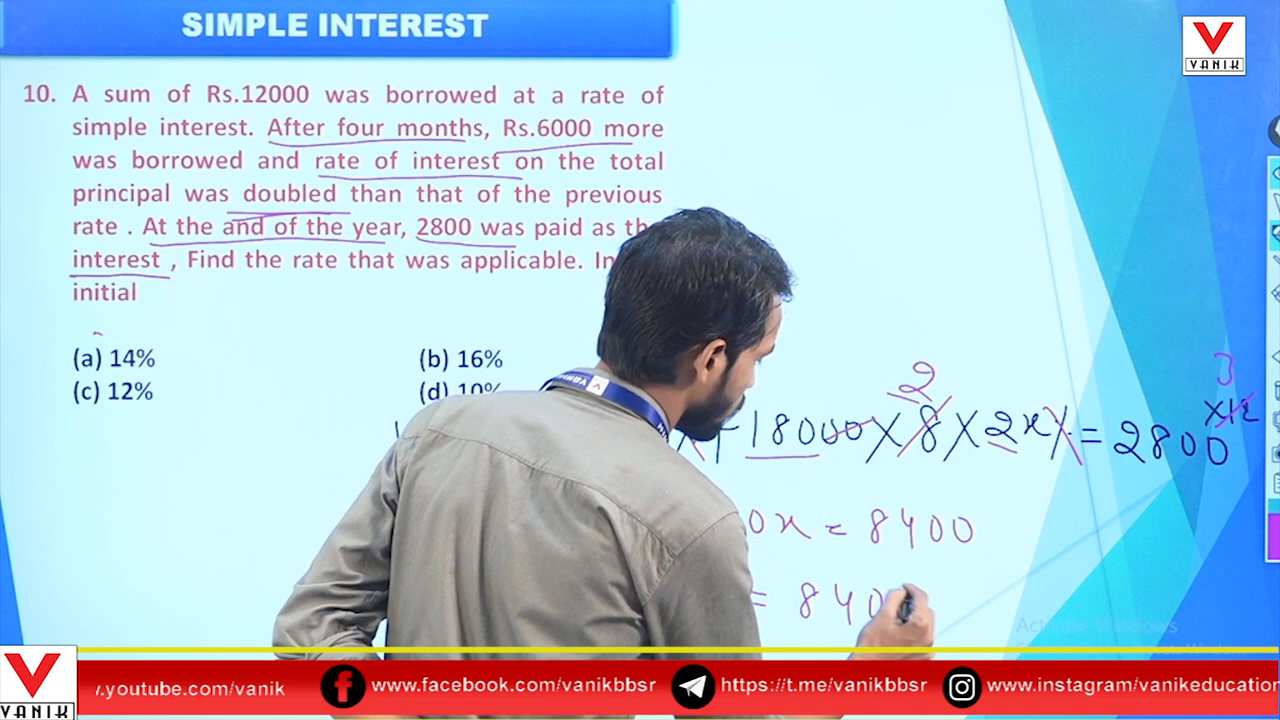 SIMPLE INTEREST
VANIK
10. A sum of Rs.12000 was borrowed at a rate of
simple interest. After four months, Rs.6000 more
was borrowed and rate of interest on the total
principal was doubled than that of the previous
rate . At the and of the year, 2800 was paid as
interest , Find the rate that was applicable.
initial
(a) 14%
(b) 16%
(c) 12%
(d) 10%
2
3
+ 18000 × 8 × 2x = 2800 × 12
0x = 8400
= 840
Activate Windows
VANIK
v.youtube.com/vanik
www.facebook.com/vanikbbsr
https://t.me/vanikbbsr
www.instagram/vanikeducation